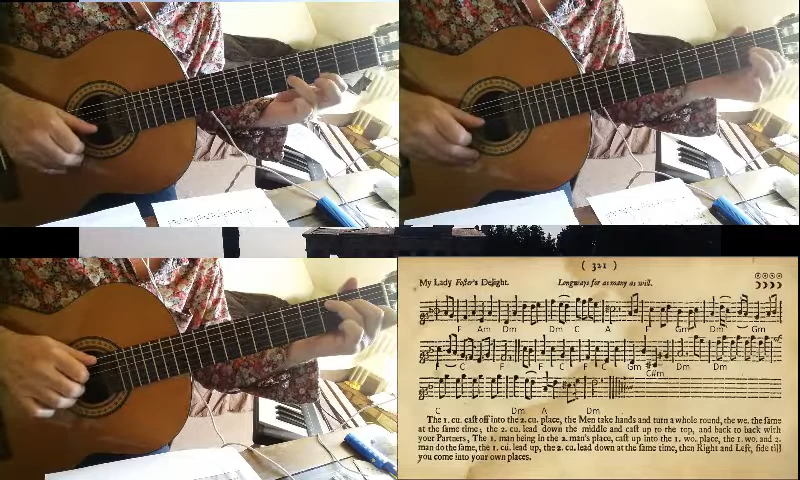 ( 321 )
My Lady Foſter's Delight. Longways for as many as will.
F Am Dm Dm C A F Gm Dm Gm
F C F F C F C Gm C#m Dm Dm
C Dm A Dm
The 1. cu. caſt off into the 2. cu. place, the Men take hands and turn a whole round, the we. the ſame
at the ſame time; the 2. cu. lead down the middle and caſt up to the top, and back to back with
your Partners, The 1. man being in the 2. man's place, caſt up into the 1. wo. place, the 1. wo. and 2.
man do the ſame, the 1. cu. lead up, the 2. cu. lead down at the ſame time, then Right and Left, ſide till
you come into your own places.